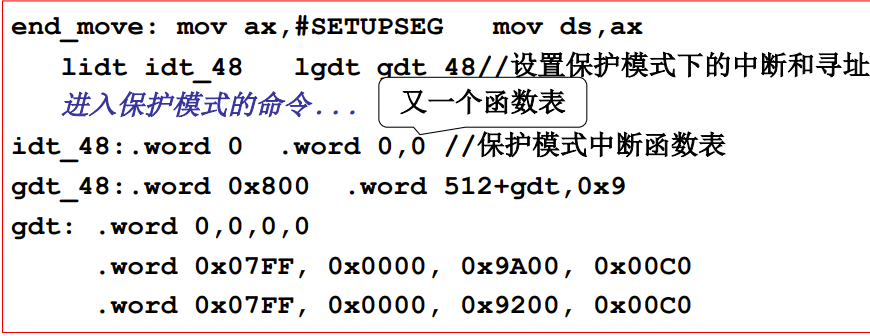 end_move: mov ax,#SETUPSEG mov ds,ax
lidt idt_48 lgdt gdt_48//设置保护模式下的中断和寻址
进入保护模式的命令...
又一个函数表
idt_48:.word 0 .word 0,0 //保护模式中断函数表
gdt_48:.word 0x800 .word 512+gdt,0x9
gdt: .word 0,0,0,0
.word 0x07FF, 0x0000, 0x9A00, 0x00C0
.word 0x07FF, 0x0000, 0x9200, 0x00C0